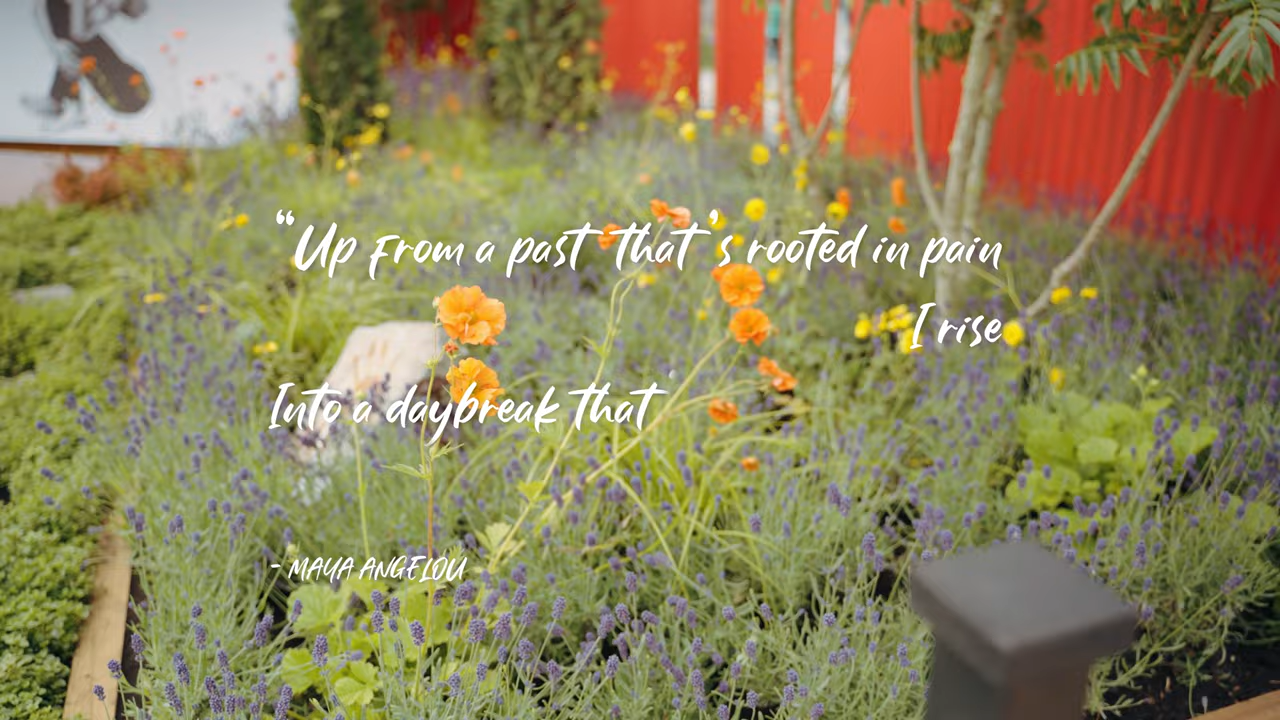 “Up from a past that’s rooted in pain
I rise
Into a daybreak that’
- MAYA ANGELOU